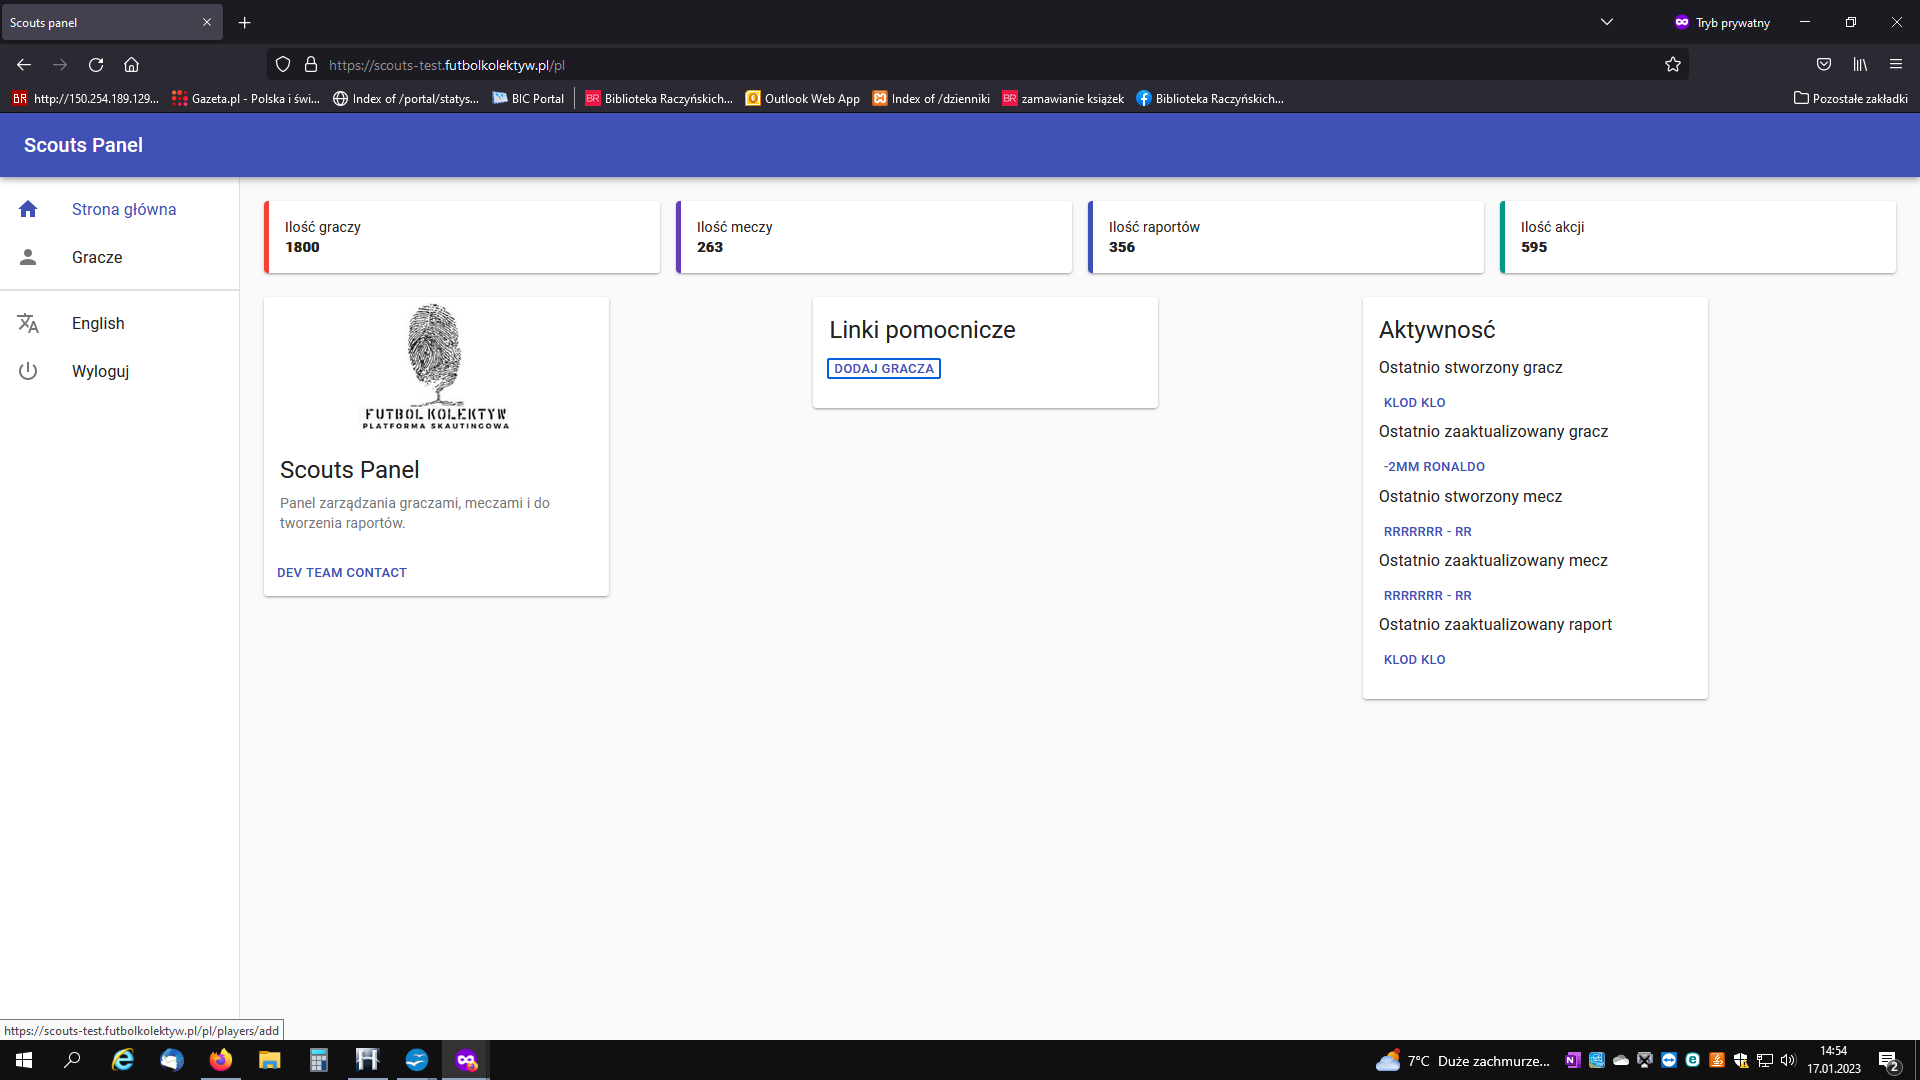 Scouts panel
Tryb prywatny
https://scouts-test.futbolkolektyw.pl/pl
http://150.254.189.129...
Gazeta.pl - Polska i świ...
Index of /portal/statys...
BIC Portal
Biblioteka Raczyńskich...
Outlook Web App
Index of /dzienniki
zamawianie książek
Biblioteka Raczyńskich...
Pozostałe zakładki
Scouts Panel
Strona główna
Gracze
English
Wyloguj
Ilość graczy
1800
Ilość meczy
263
Ilość raportów
356
Ilość akcji
595
FUTBOL KOLEKTYW
PLATFORMA SKAUTINGOWA
Scouts Panel
Panel zarządzania graczami, meczami i do
tworzenia raportów.
DEV TEAM CONTACT
Linki pomocnicze
DODAJ GRACZA
Aktywnosć
Ostatnio stworzony gracz
KLOD KLO
Ostatnio zaaktualizowany gracz
-2MM RONALDO
Ostatnio stworzony mecz
RRRRRRR - RR
Ostatnio zaaktualizowany mecz
RRRRRRR - RR
Ostatnio zaaktualizowany raport
KLOD KLO
https://scouts-test.futbolkolektyw.pl/pl/players/add
7°C Duże zachmurze...
14:54
17.01.2023
2